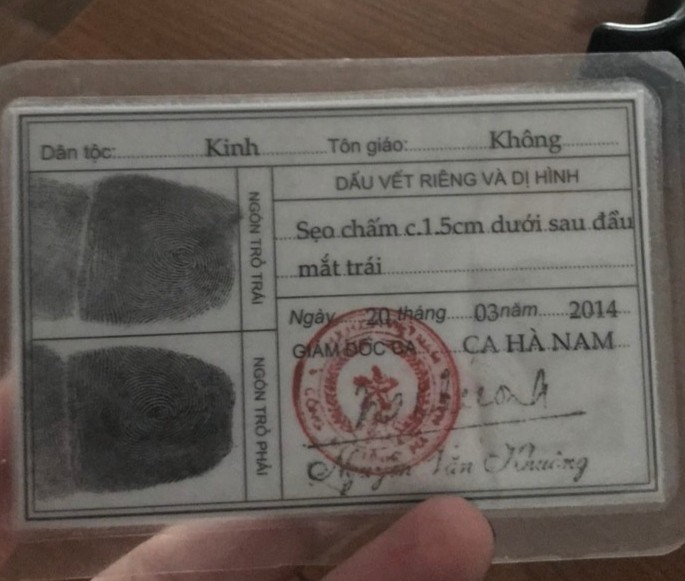 Dân tộc: Kinh Tôn giáo: Không
DẤU VẾT RIÊNG VÀ DỊ HÌNH
NGÓN TRỎ TRÁI
Sẹo chấm c.1.5cm dưới sau đầu
mắt trái
Ngày 20 tháng 03 năm 2014
GIÁM ĐỐC CA CA HÀ NAM
NGÓN TRỎ PHẢI
Nguyễn Văn Khuông